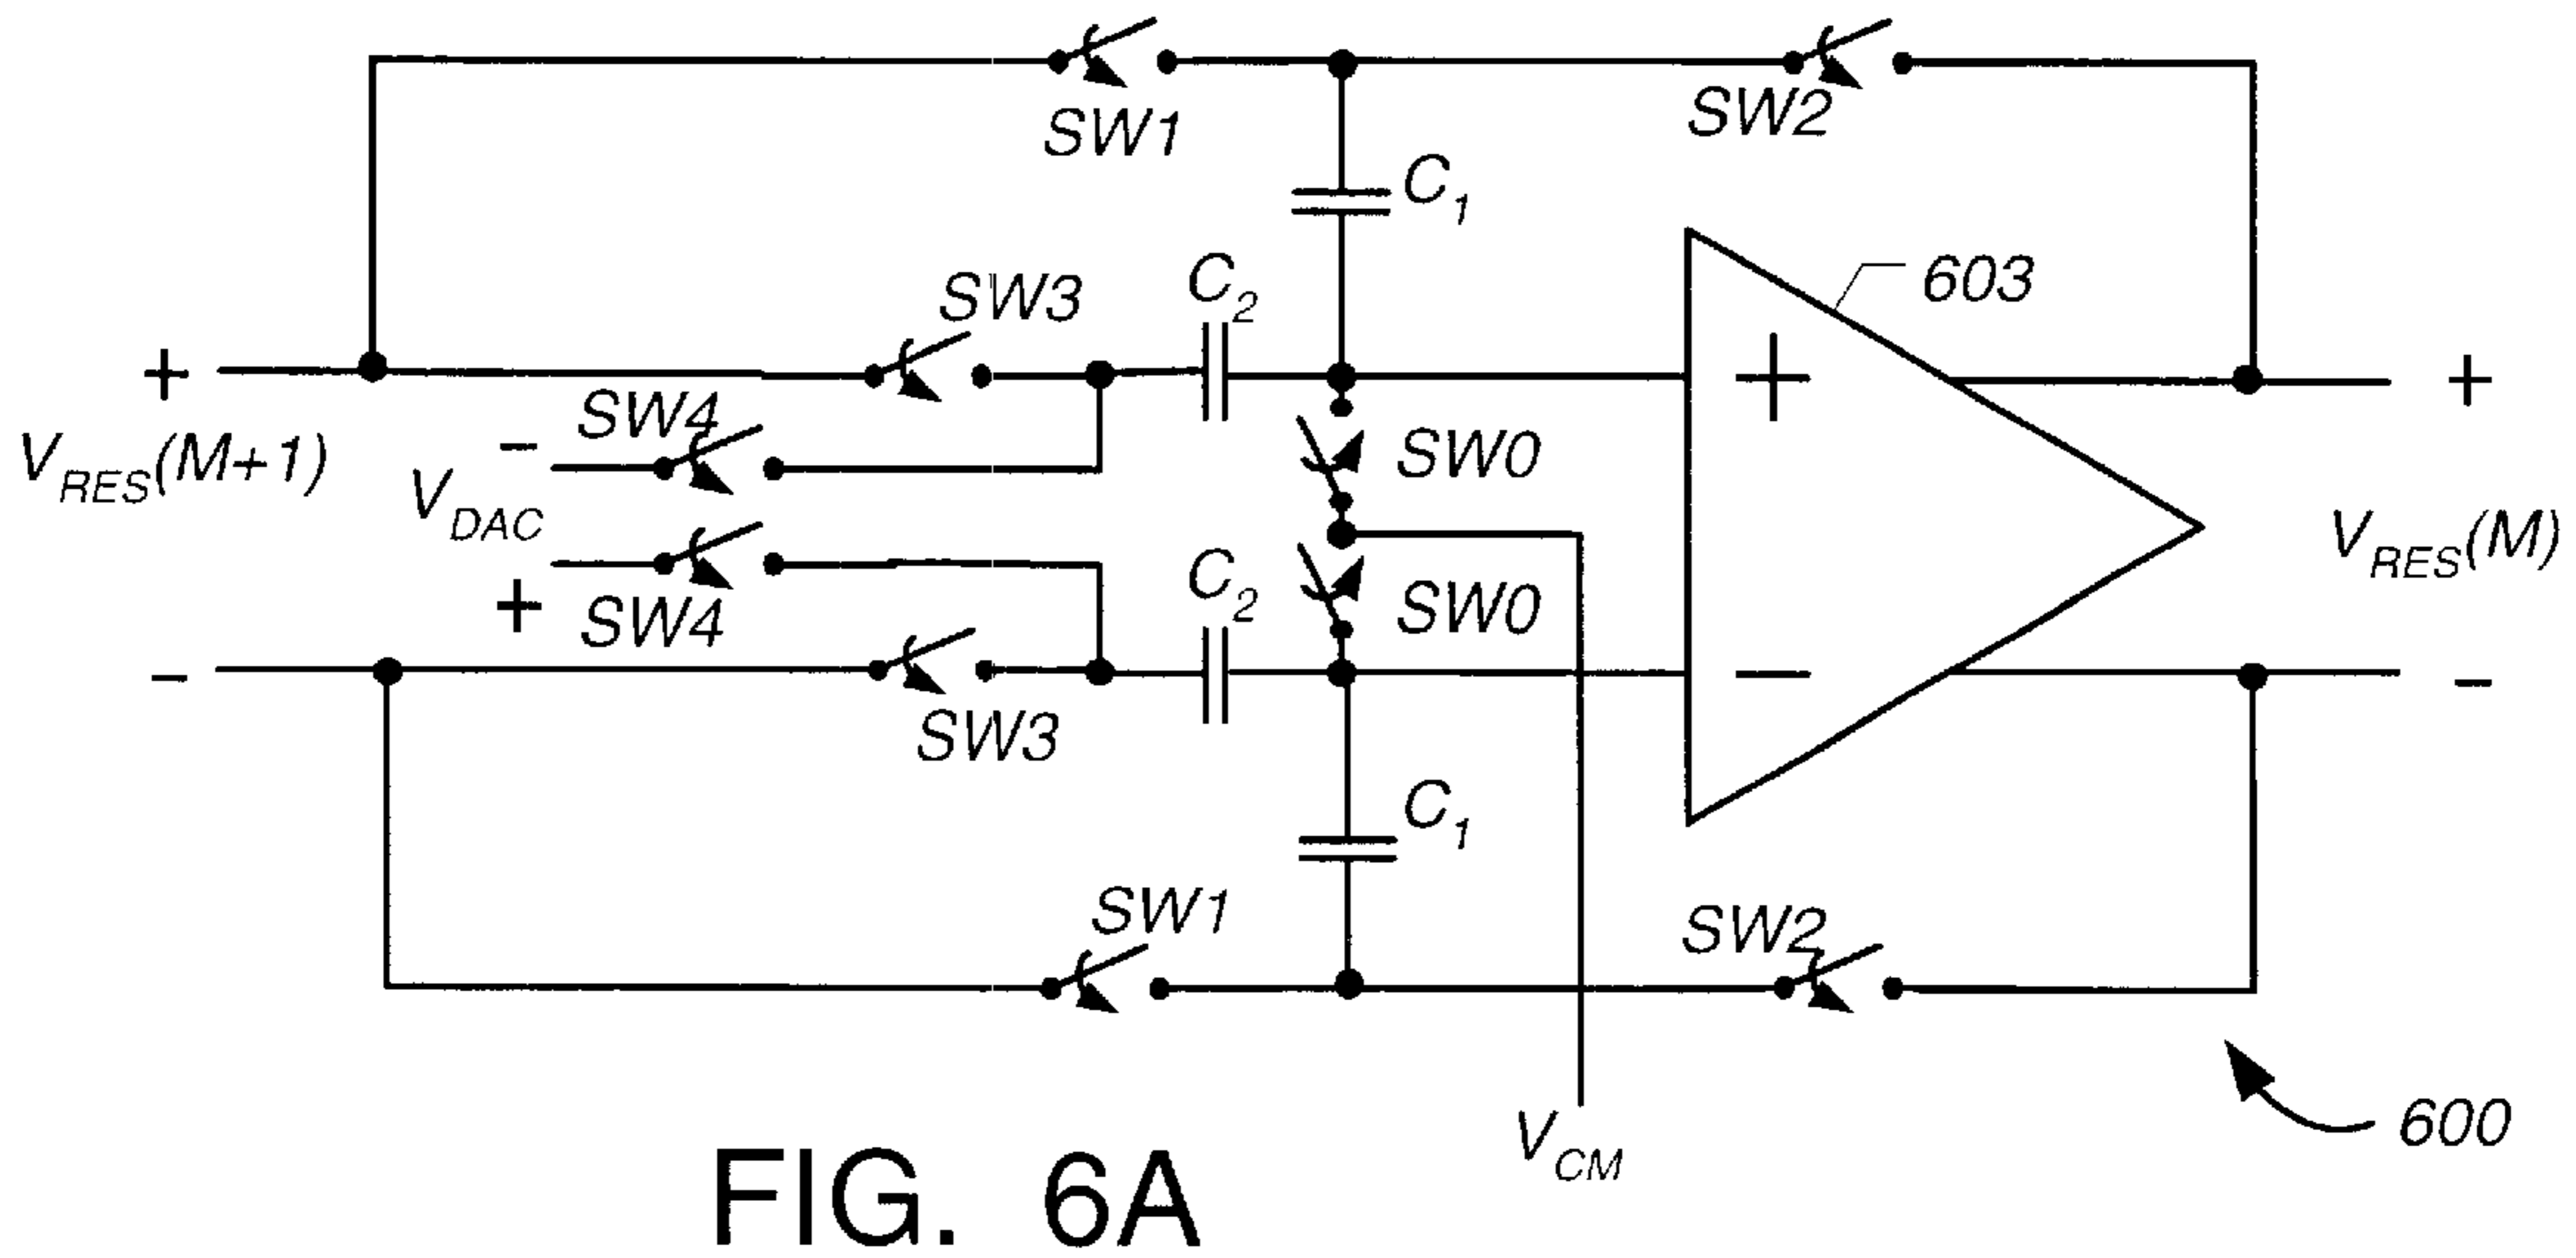 SW1
SW2
C1
SW3
C2
603
+
+
+
SW4
−
VRES(M+1)
VDAC
SW0
VRES(M)
+
SW4
C2
SW0
−
−
−
SW3
C1
SW1
SW2
VCM
600
FIG. 6A